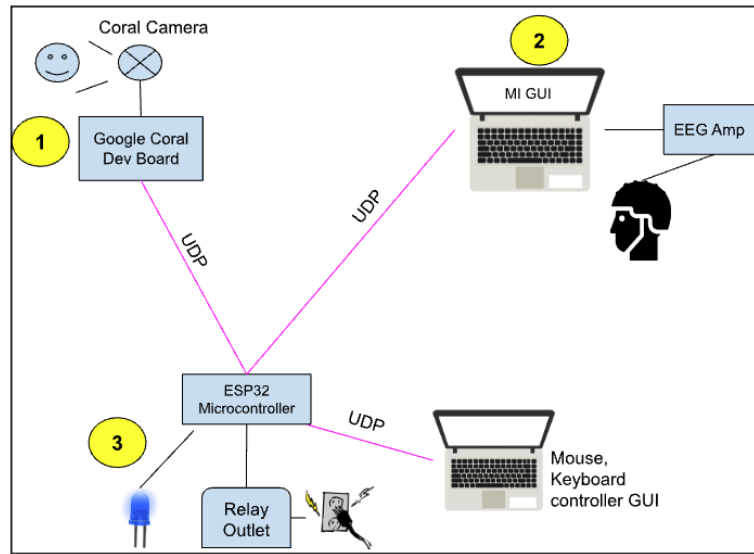 Coral Camera
1
Google Coral
Dev Board
2
MI GUI
EEG Amp
UDP
UDP
ESP32
Microcontroller
3
UDP
Relay
Outlet
Mouse,
Keyboard
controller GUI